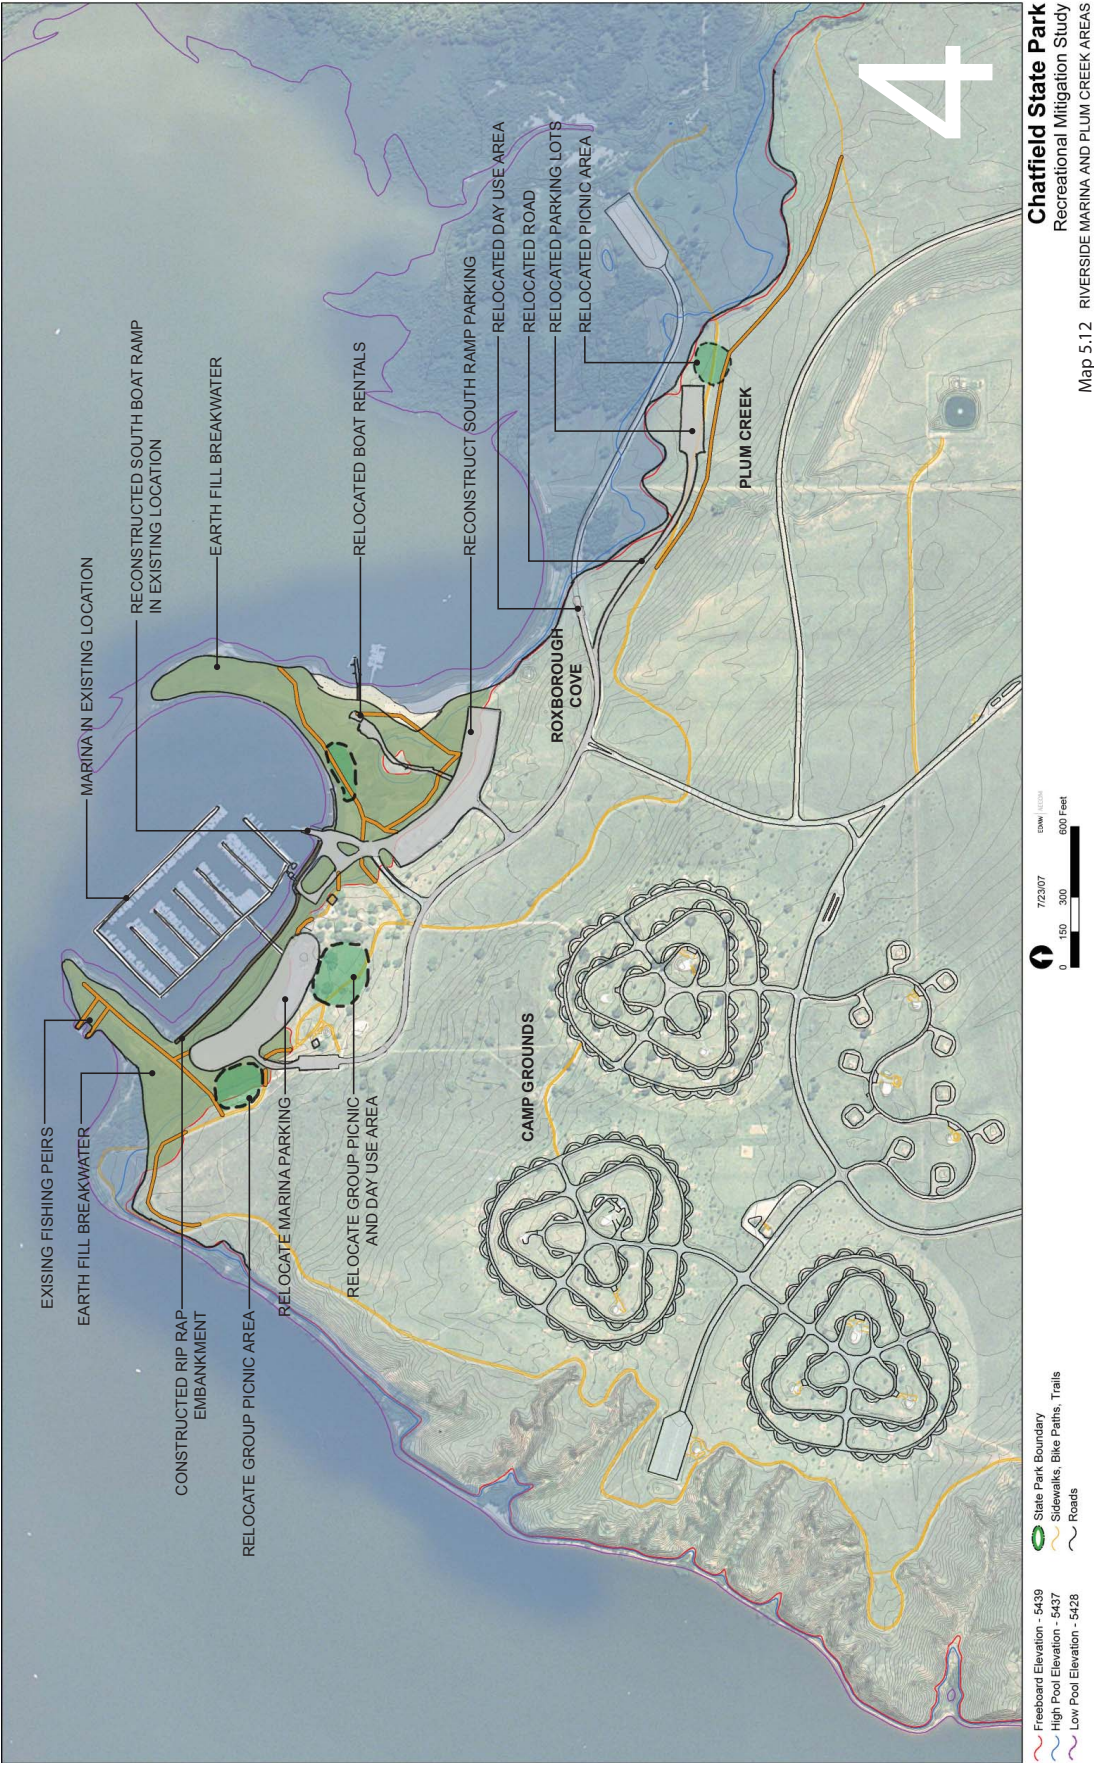 EXISING FISHING PEIRS
EARTH FILL BREAKWATER
CONSTRUCTED RIP RAP
EMBANKMENT
RELOCATE GROUP PICNIC AREA
RELOCATE MARINA PARKING
RELOCATE GROUP PICNIC
AND DAY USE AREA
MARINA IN EXISTING LOCATION
RECONSTRUCTED SOUTH BOAT RAMP
IN EXISTING LOCATION
EARTH FILL BREAKWATER
RELOCATED BOAT RENTALS
RECONSTRUCT SOUTH RAMP PARKING
RELOCATED DAY USE AREA
RELOCATED ROAD
RELOCATED PARKING LOTS
RELOCATED PICNIC AREA
ROXBOROUGH
COVE
PLUM CREEK
CAMP GROUNDS
4
Freeboard Elevation - 5439
High Pool Elevation - 5437
Low Pool Elevation - 5428
State Park Boundary
Sidewalks, Bike Paths, Trails
Roads
7/23/07
EDAW | AECOM
0 150 300 600 Feet
Chatfield State Park
Recreational Mitigation Study
Map 5.12 RIVERSIDE MARINA AND PLUM CREEK AREAS